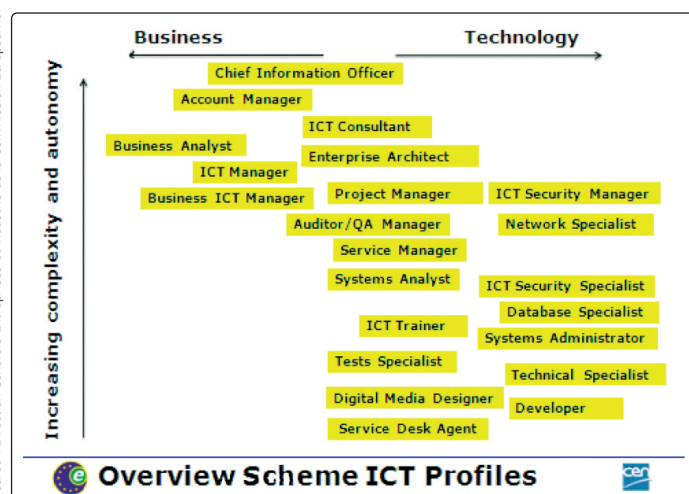 Business
Technology
Increasing complexity and autonomy
Chief Information Officer
Account Manager
ICT Consultant
Business Analyst
Enterprise Architect
ICT Manager
Business ICT Manager
Project Manager
ICT Security Manager
Auditor/QA Manager
Network Specialist
Service Manager
Systems Analyst
ICT Security Specialist
Database Specialist
ICT Trainer
Systems Administrator
Tests Specialist
Technical Specialist
Digital Media Designer
Developer
Service Desk Agent
e
Overview Scheme ICT Profiles
cen